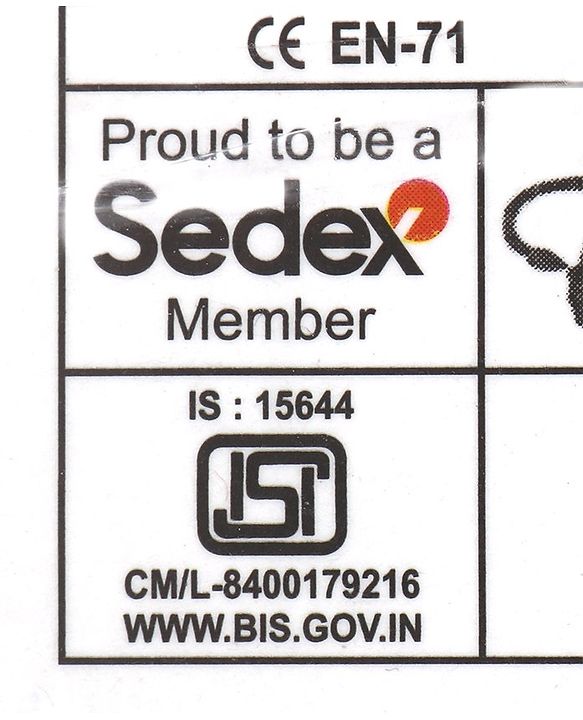 CE EN-71
Proud to be a
Sedex
Member
IS : 15644
ISI
CM/L-8400179216
WWW.BIS.GOV.IN